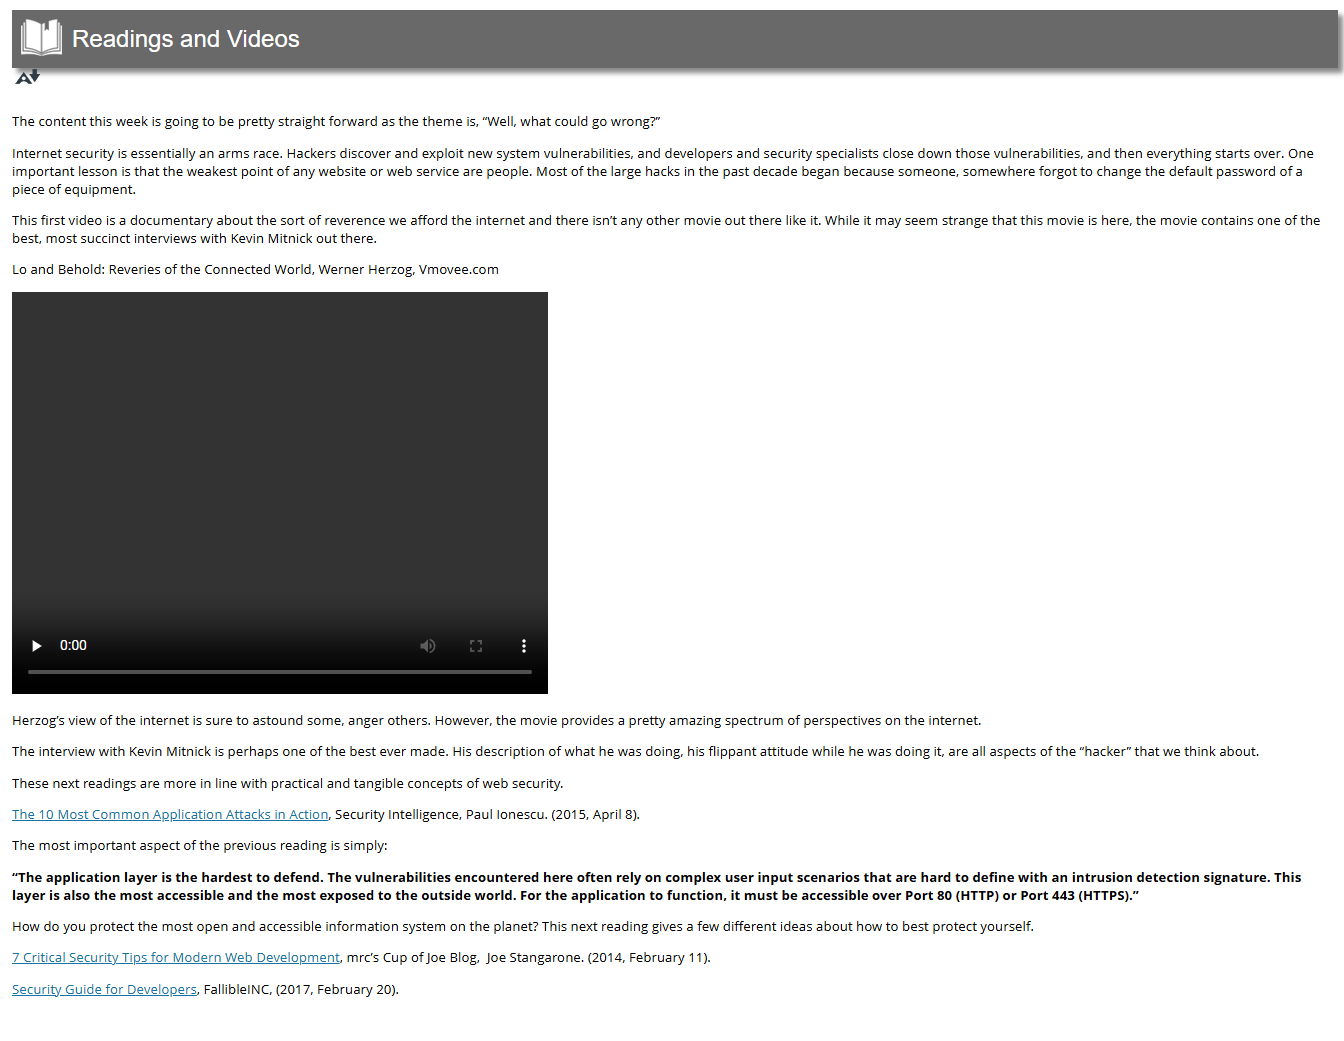 Readings and Videos
The content this week is going to be pretty straight forward as the theme is, “Well, what could go wrong?”
Internet security is essentially an arms race. Hackers discover and exploit new system vulnerabilities, and developers and security specialists close down those vulnerabilities, and then everything starts over. One
important lesson is that the weakest point of any website or web service are people. Most of the large hacks in the past decade began because someone, somewhere forgot to change the default password of a
piece of equipment.
This first video is a documentary about the sort of reverence we afford the internet and there isn’t any other movie out there like it. While it may seem strange that this movie is here, the movie contains one of the
best, most succinct interviews with Kevin Mitnick out there.
Lo and Behold: Reveries of the Connected World, Werner Herzog, Vmovee.com
0:00
Herzog’s view of the internet is sure to astound some, anger others. However, the movie provides a pretty amazing spectrum of perspectives on the internet.
The interview with Kevin Mitnick is perhaps one of the best ever made. His description of what he was doing, his flippant attitude while he was doing it, are all aspects of the “hacker” that we think about.
These next readings are more in line with practical and tangible concepts of web security.
The 10 Most Common Application Attacks in Action, Security Intelligence, Paul Ionescu. (2015, April 8).
The most important aspect of the previous reading is simply:
“The application layer is the hardest to defend. The vulnerabilities encountered here often rely on complex user input scenarios that are hard to define with an intrusion detection signature. This
layer is also the most accessible and the most exposed to the outside world. For the application to function, it must be accessible over Port 80 (HTTP) or Port 443 (HTTPS).”
How do you protect the most open and accessible information system on the planet? This next reading gives a few different ideas about how to best protect yourself.
7 Critical Security Tips for Modern Web Development, mrc's Cup of Joe Blog,  Joe Stangarone. (2014, February 11).
Security Guide for Developers, FallibleINC, (2017, February 20).